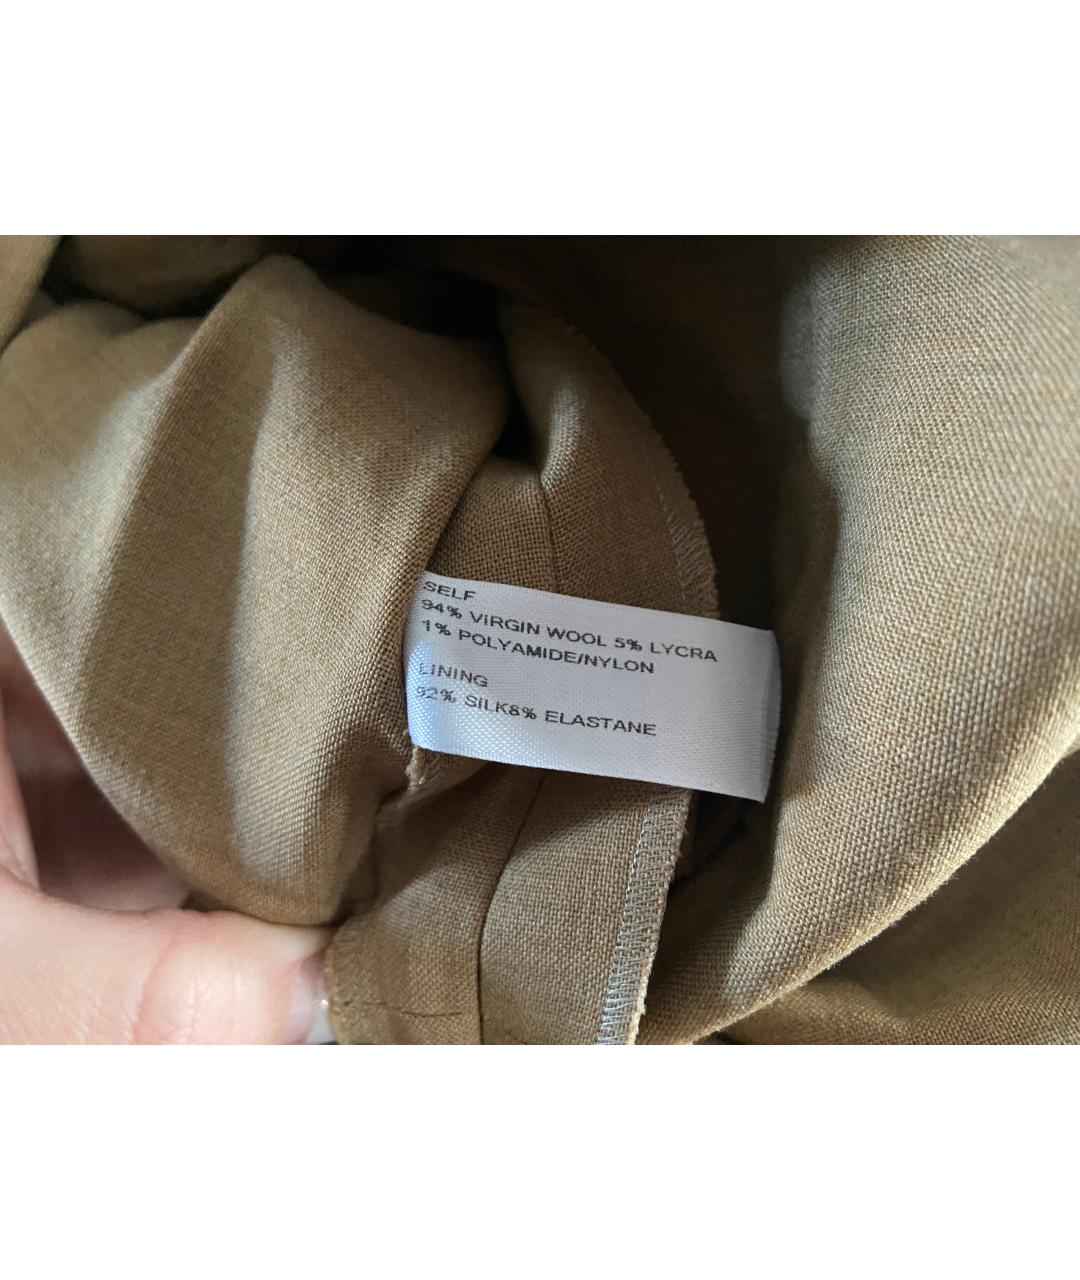 SELF
94% VIRGIN WOOL 5% LYCRA
1% POLYAMIDE/NYLON
LINING
92% SILK8% ELASTANE